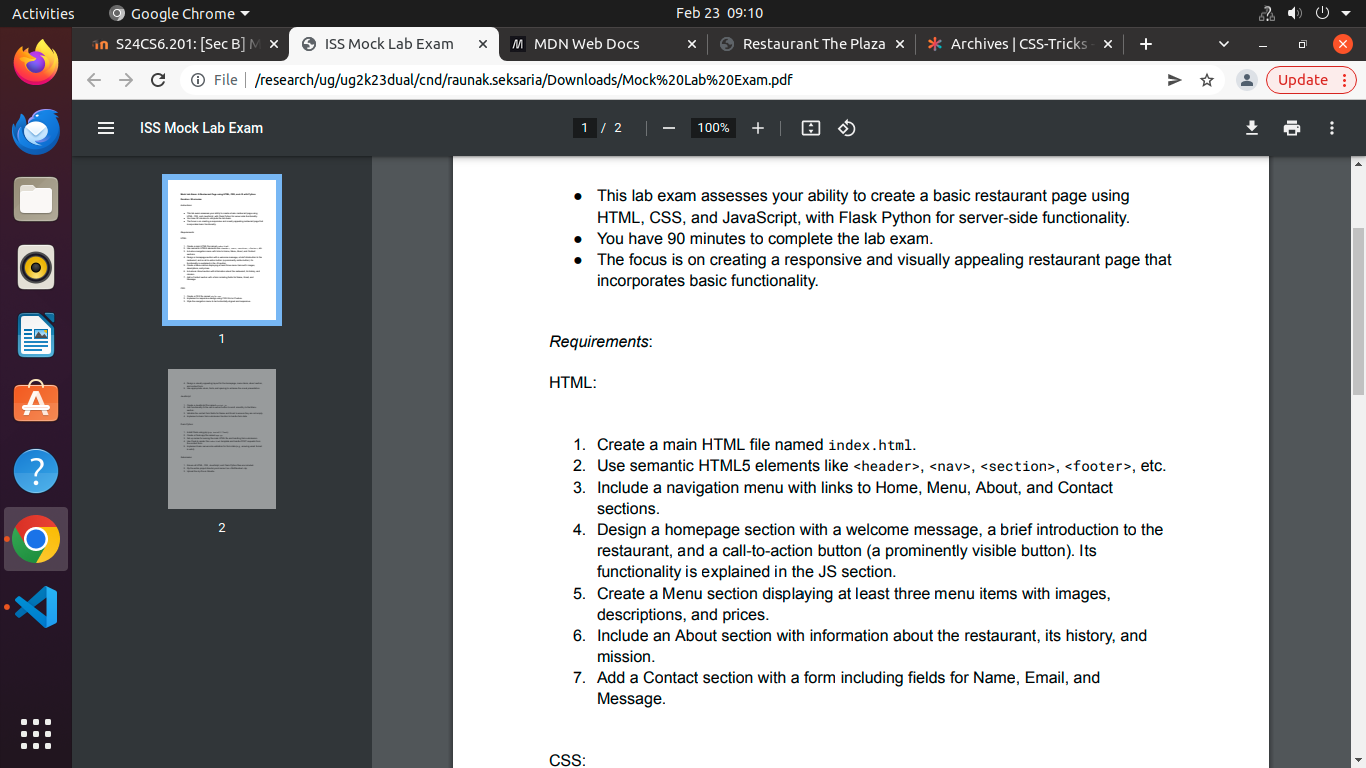 Activities
Google Chrome
Feb 23 09:10
S24CS6.201: [Sec B] M
ISS Mock Lab Exam
MDN Web Docs
Restaurant The Plaza
Archives | CSS-Tricks
File
/research/ug/ug2k23dual/cnd/raunak.seksaria/Downloads/Mock%20Lab%20Exam.pdf
Update
ISS Mock Lab Exam
1 / 2
100%
● This lab exam assesses your ability to create a basic restaurant page using
HTML, CSS, and JavaScript, with Flask Python for server-side functionality.
● You have 90 minutes to complete the lab exam.
● The focus is on creating a responsive and visually appealing restaurant page that
incorporates basic functionality.
Requirements:
HTML:
1. Create a main HTML file named index.html.
2. Use semantic HTML5 elements like <header>, <nav>, <section>, <footer>, etc.
3. Include a navigation menu with links to Home, Menu, About, and Contact
sections.
4. Design a homepage section with a welcome message, a brief introduction to the
restaurant, and a call-to-action button (a prominently visible button). Its
functionality is explained in the JS section.
5. Create a Menu section displaying at least three menu items with images,
descriptions, and prices.
6. Include an About section with information about the restaurant, its history, and
mission.
7. Add a Contact section with a form including fields for Name, Email, and
Message.
CSS:
1
2